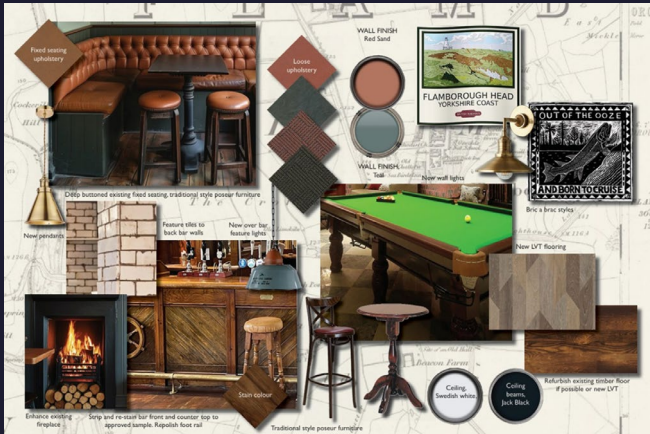 Fixed seating
upholstery
Deep buttoned existing fixed seating, traditional style poseur furniture
Loose
upholstery
WALL FINISH
Red Sand
WALL FINISH,
Teal
FLAMBOROUGH HEAD
YORKSHIRE COAST
New wall lights
OUT OF THE OOZE
AND BORN TO CRUISE
Bric a brac styles
New pendants
Feature tiles to
back bar walls
New over bar
feature lights
New LVT flooring
Refurbish existing timber floor
if possible or new LVT
Enhance existing
fireplace
Strip and re-stain bar front and counter top to
approved sample. Repolish foot rail
Stain colour
Traditional style poseur furniture
Ceiling,
Swedish white,
Ceiling
beams,
Jack Black
Beacon Farm